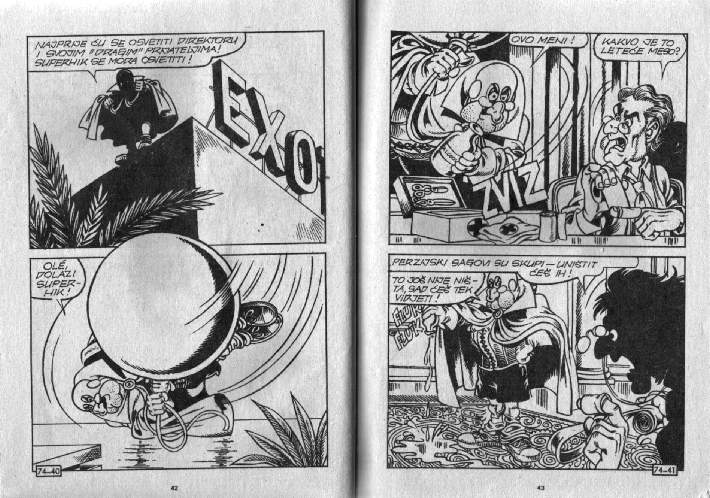 NAJPRIJE ĆU SE OSVETITI DIREKTORU
I SVOJIM "DRAGIM" PRIJATELJIMA!
SUPERHIK SE MORA OSVETITI!
EXO
OLÉ,
DOLAZI
SUPER-
HIK!
74-40
42
OVO MENI!
KAKVO JE TO
LETEĆE MESO?
ZVIZ
PERZIJSKI SAGOVI SU SKUPI — UNIŠTIT
ĆEŠ IH!
TO JOŠ NIJE NIŠ-
TA, SAD ĆEŠ TEK
VIDJETI!
74-41
43